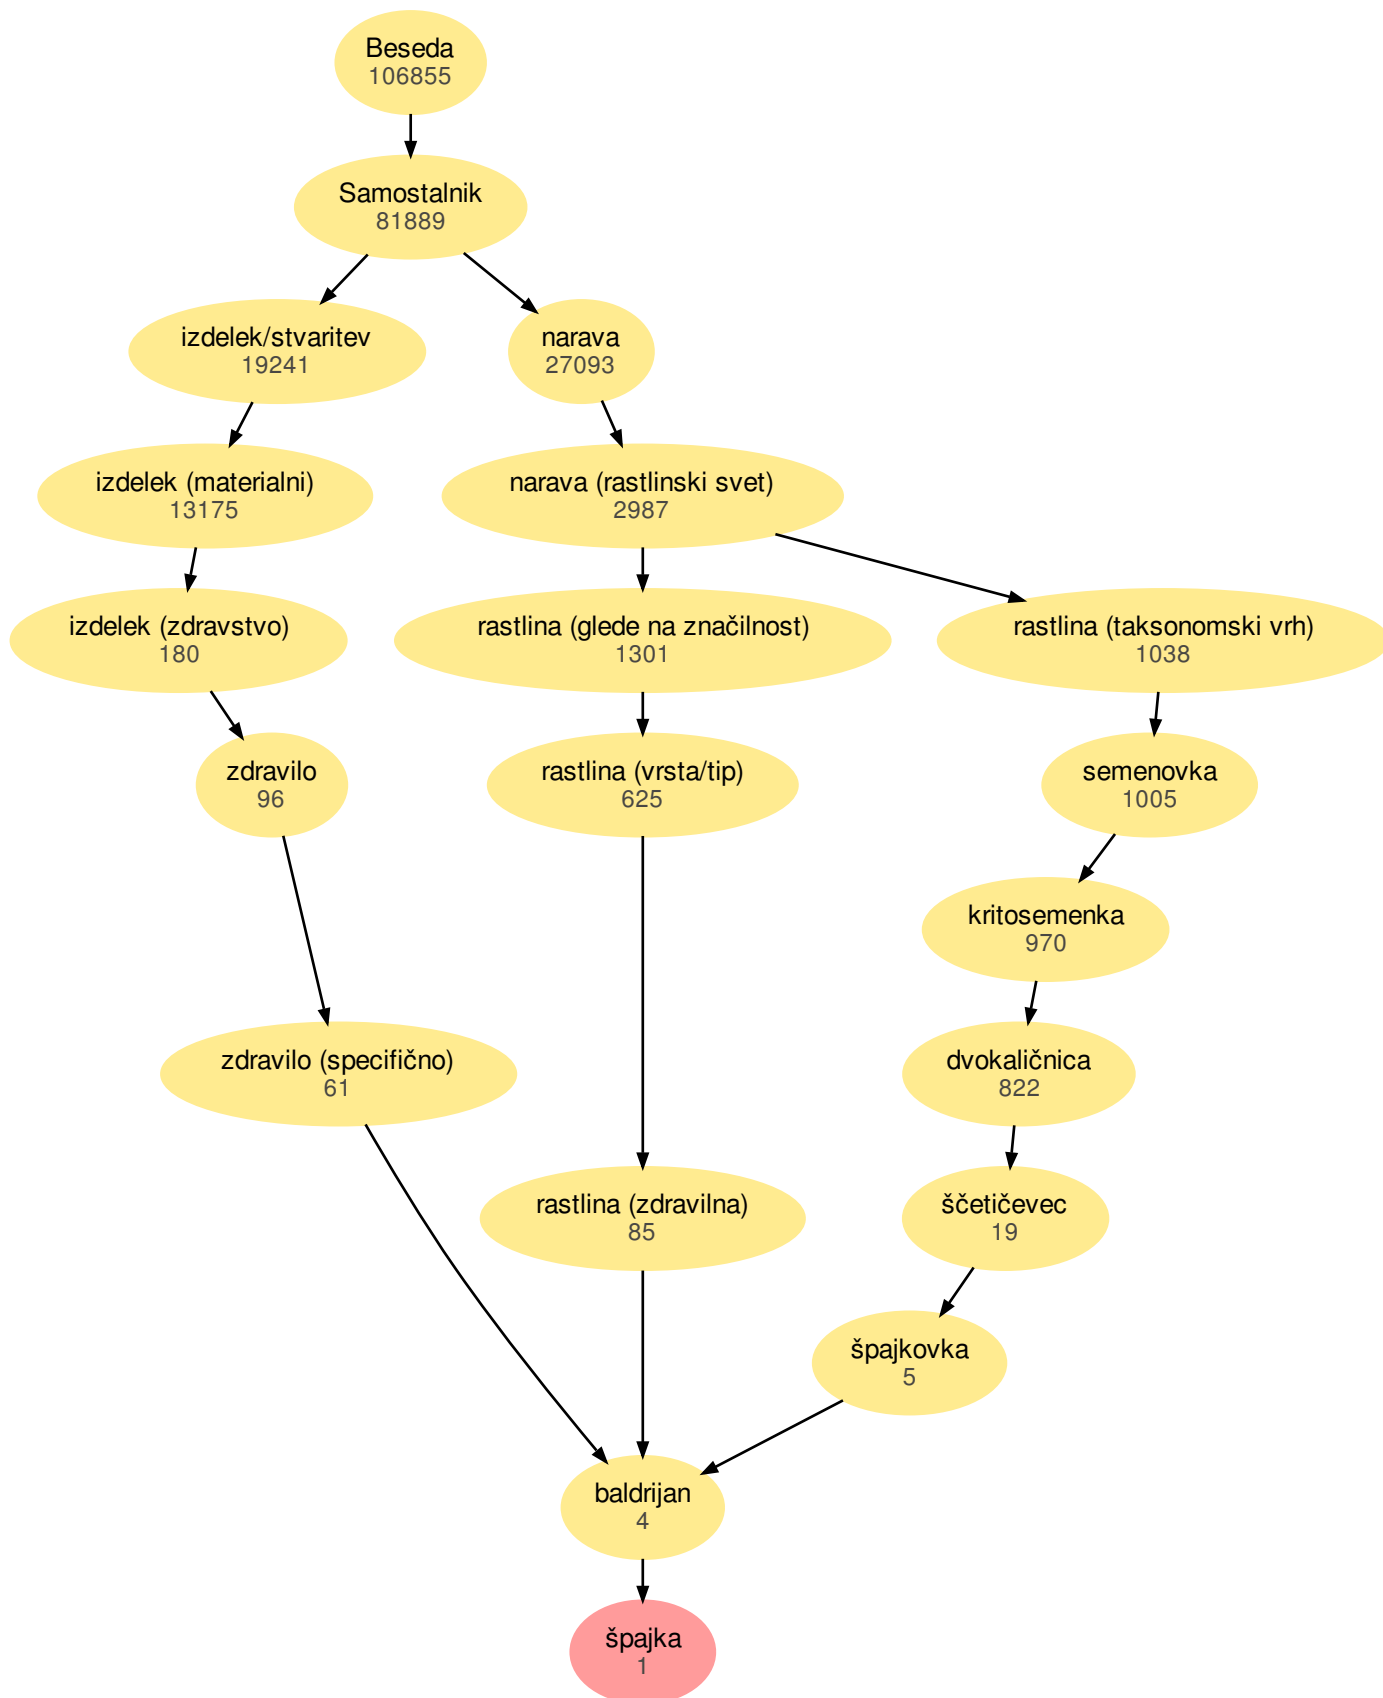 Beseda
106855
Samostalnik
81889
izdelek/stvaritev
19241
narava
27093
izdelek (materialni)
13175
narava (rastlinski svet)
2987
izdelek (zdravstvo)
180
rastlina (glede na značilnost)
1301
rastlina (taksonomski vrh)
1038
zdravilo
96
rastlina (vrsta/tip)
625
semenovka
1005
kritosemenka
970
zdravilo (specifično)
61
dvokaličnica
822
rastlina (zdravilna)
85
ščetičevec
19
špajkovka
5
baldrijan
4
špajka
1